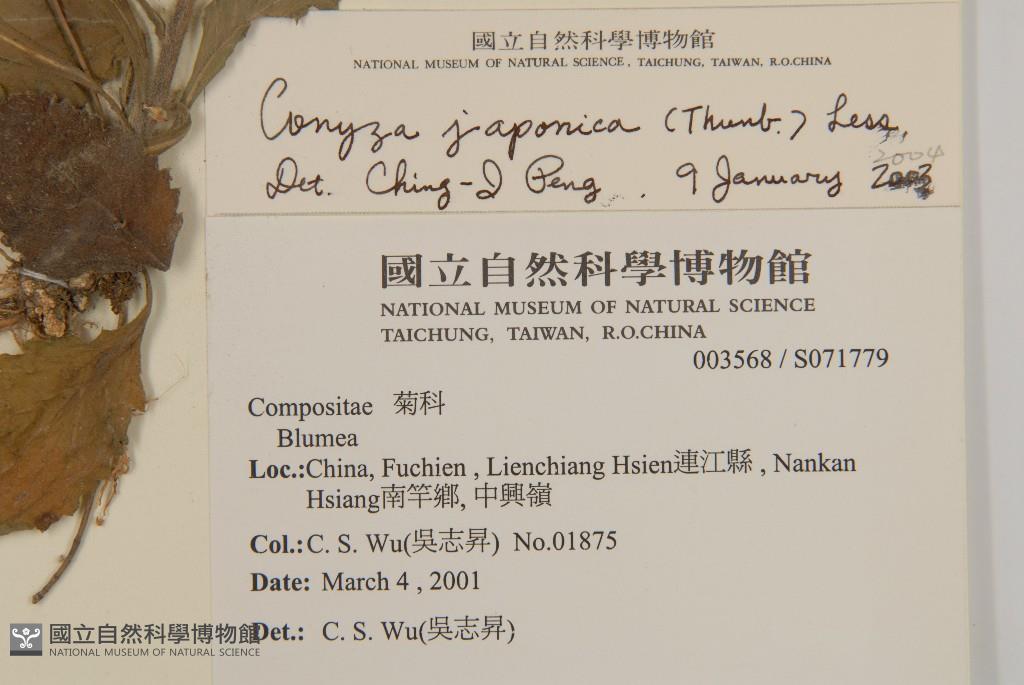 國立自然科學博物館
NATIONAL MUSEUM OF NATURAL SCIENCE, TAICHUNG, TAIWAN, R.O.CHINA
Conyza japonica (Thunb.) Less.
2004
Det. Ching-I Peng . 9 January 2003
國立自然科學博物館
NATIONAL MUSEUM OF NATURAL SCIENCE
TAICHUNG, TAIWAN, R.O.CHINA
003568 / S071779
Compositae 菊科
Blumea
Loc.:China, Fuchien , Lienchiang Hsien連江縣 , Nankan
Hsiang南竿鄉, 中興嶺
Col.: C. S. Wu(吳志昇) No.01875
Date: March 4 , 2001
Det.: C. S. Wu(吳志昇)
國立自然科學博物館
NATIONAL MUSEUM OF NATURAL SCIENCE